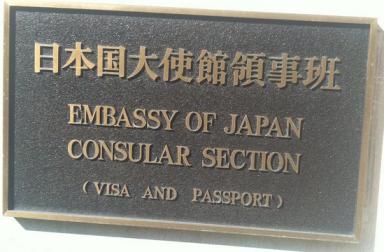 日本国大使館領事班
EMBASSY OF JAPAN
CONSULAR SECTION
(VISA AND PASSPORT)